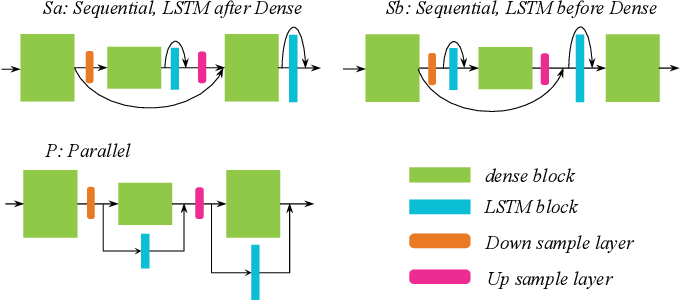 Sa: Sequential, LSTM after Dense
Sb: Sequential, LSTM before Dense
P: Parallel
dense block
LSTM block
Down sample layer
Up sample layer